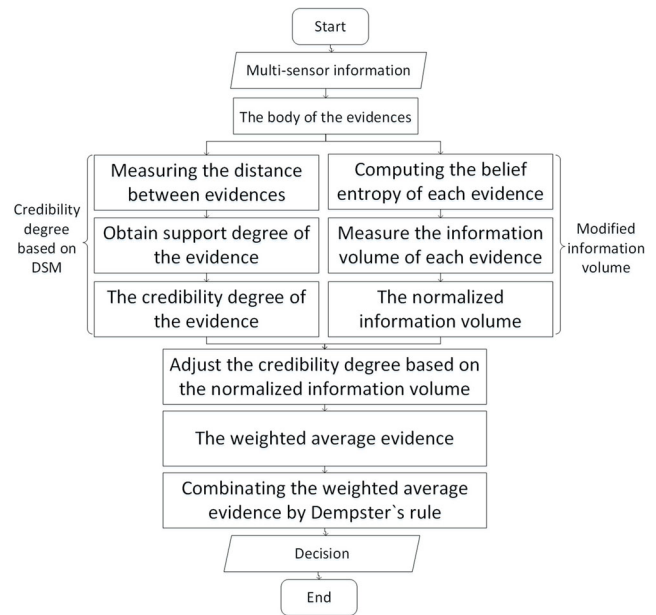 Start
Multi-sensor information
The body of the evidences
Credibility
degree
based on
DSM
Measuring the distance
between evidences
Obtain support degree of
the evidence
The credibility degree of
the evidence
Computing the belief
entropy of each evidence
Measure the information
volume of each evidence
The normalized
information volume
Modified
information
volume
Adjust the credibility degree based on
the normalized information volume
The weighted average evidence
Combinating the weighted average
evidence by Dempster`s rule
Decision
End